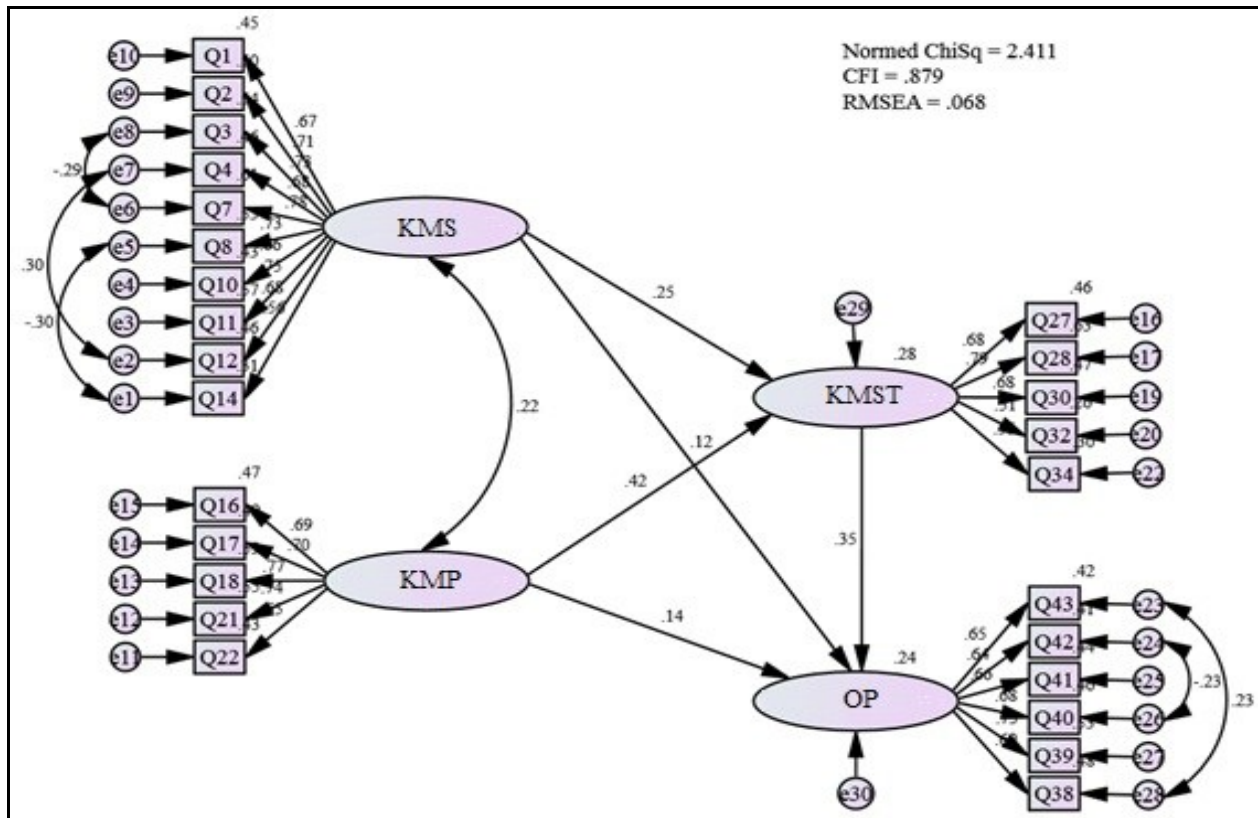 .45
e10 Q1
e9 Q2
e8 Q3
e7 Q4
e6 Q7
e5 Q8
e4 Q10
e3 Q11
e2 Q12
e1 Q14
-.29
.30
-.30
.67
.71
.73
.68
.78
.73
.75
.68
KMS
Normed ChiSq = 2.411
CFI = .879
RMSEA = .068
.25
.22
.12
.42
.14
.35
.47
e15 Q16
e14 Q17
e13 Q18
e12 Q21
e11 Q22
.69
.70
.77
KMP
e29
.28
KMST
.46
Q27 e16
Q28 e17
Q30 e19
Q32 e20
Q34 e22
.68
.79
.68
.51
.24
OP
e30
.42
Q43 e23
Q42 e24
Q41 e25
Q40 e26
Q39 e27
Q38 e28
.65
.64
.66
.68
-.23
.23